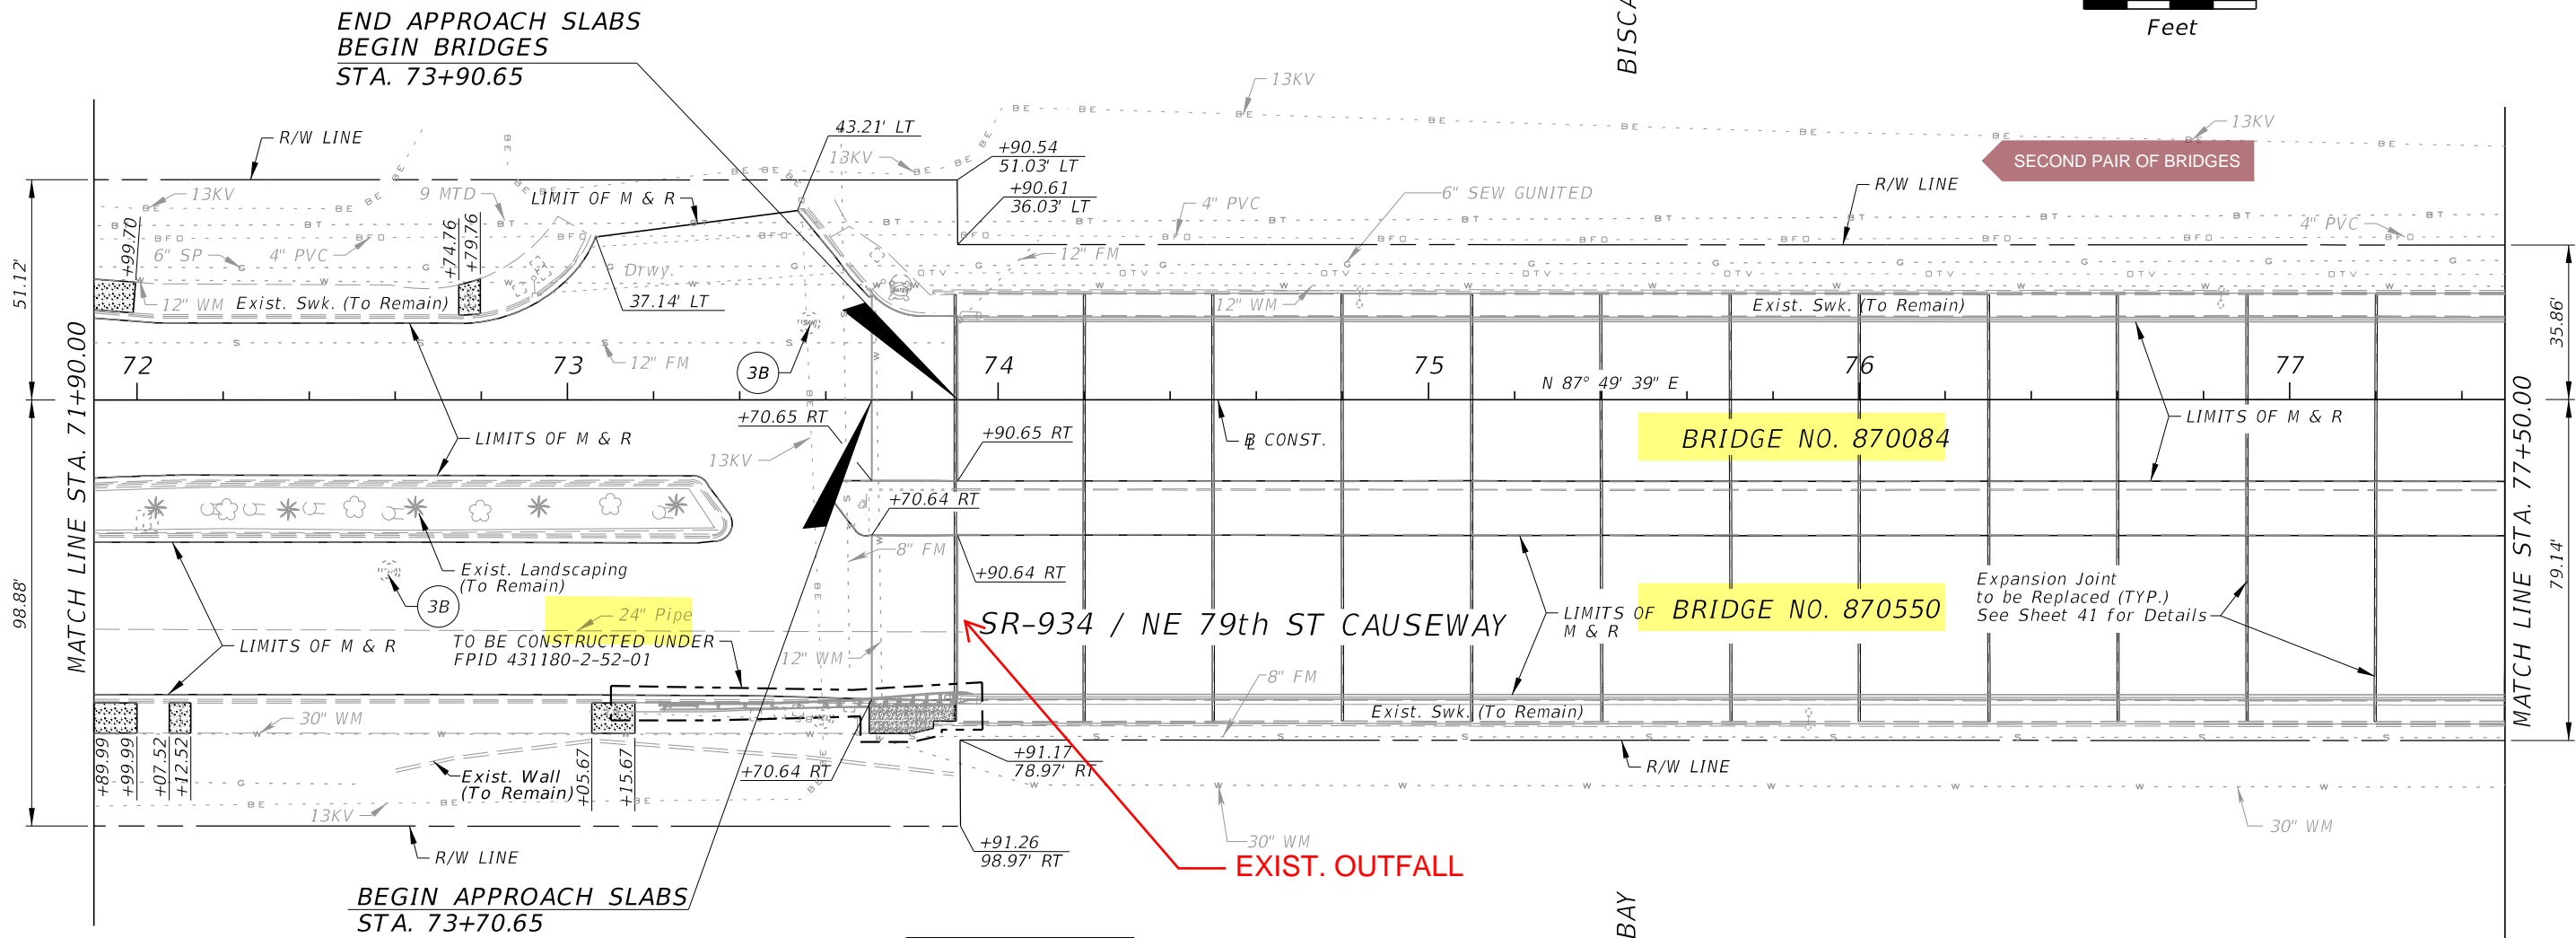 END APPROACH SLABS
BEGIN BRIDGES
STA. 73+90.65
BISCA
Feet
13KV
R/W LINE
43.21' LT
13KV
+90.54
51.03' LT
+90.61
36.03' LT
13KV
SECOND PAIR OF BRIDGES
R/W LINE
13KV
9 MTD
LIMIT OF M & R
4" PVC
6" SEW GUNITED
4" PVC
+99.70
+74.76
+79.76
6" SP
4" PVC
Drwy.
12" FM
12" WM
Exist. Swk. (To Remain)
37.14' LT
12" WM
Exist. Swk. (To Remain)
51.12'
35.86'
12" FM
3B
72
73
74
75
76
77
N 87° 49' 39" E
MATCH LINE STA. 71+90.00
MATCH LINE STA. 77+50.00
+70.65 RT
+90.65 RT
LIMITS OF M & R
B CONST.
BRIDGE NO. 870084
LIMITS OF M & R
13KV
+70.64 RT
8" FM
+90.64 RT
Exist. Landscaping
(To Remain)
3B
98.88'
79.14'
24" Pipe
TO BE CONSTRUCTED UNDER
FPID 431180-2-52-01
LIMITS OF M & R
12" WM
SR-934 / NE 79th ST CAUSEWAY
LIMITS OF
M & R
BRIDGE NO. 870550
Expansion Joint
to be Replaced (TYP.)
See Sheet 41 for Details
8" FM
30" WM
Exist. Swk. (To Remain)
+89.99
+99.99
+07.52
+12.52
+05.67
+15.67
Exist. Wall
(To Remain)
+70.64 RT
+91.17
78.97' RT
R/W LINE
13KV
30" WM
30" WM
R/W LINE
+91.26
98.97' RT
EXIST. OUTFALL
BEGIN APPROACH SLABS
STA. 73+70.65
BAY